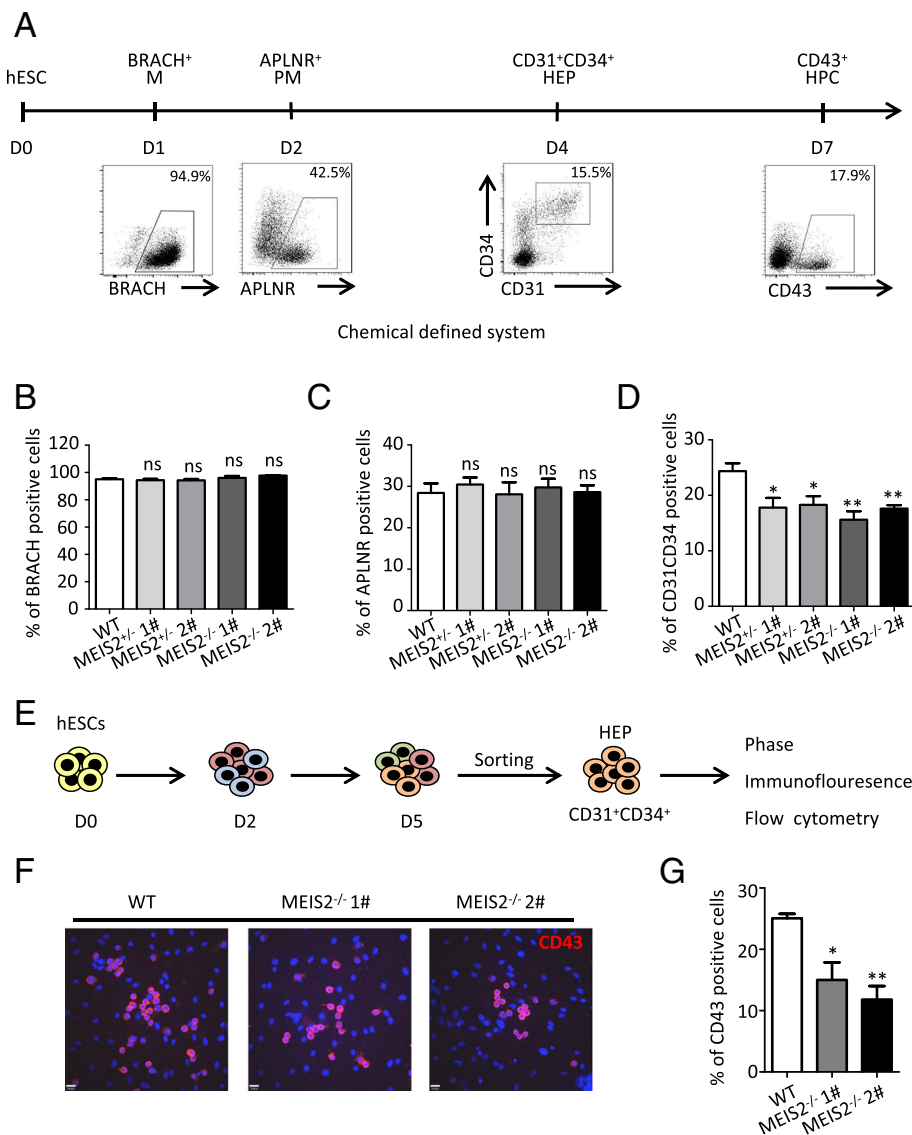 A
BRACH⁺ APLNR⁺ CD31⁺CD34⁺ CD43⁺
hESC M PM HEP HPC
D0 D1 D2 D4 D7
94.9% 42.5% 15.5% 17.9%
CD34
BRACH APLNR CD31 CD43
Chemical defined system
B
% of BRACH positive cells
120
100
80
60
40
20
0
ns ns ns ns
WT MEIS2⁺/⁻ 1# MEIS2⁺/⁻ 2# MEIS2⁻/⁻ 1# MEIS2⁻/⁻ 2#
C
% of APLNR positive cells
40
30
20
10
0
ns ns ns ns
WT MEIS2⁺/⁻ 1# MEIS2⁺/⁻ 2# MEIS2⁻/⁻ 1# MEIS2⁻/⁻ 2#
D
% of CD31CD34 positive cells
30
20
10
0
* * ** **
WT MEIS2⁺/⁻ 1# MEIS2⁺/⁻ 2# MEIS2⁻/⁻ 1# MEIS2⁻/⁻ 2#
E
hESCs
D0
D2
D5
Sorting
HEP
CD31⁺CD34⁺
Phase
Immunoflouresence
Flow cytometry
F
WT MEIS2⁻/⁻ 1# MEIS2⁻/⁻ 2#
CD43
G
% of CD43 positive cells
30
20
10
0
* **
WT MEIS2⁻/⁻ 1# MEIS2⁻/⁻ 2#